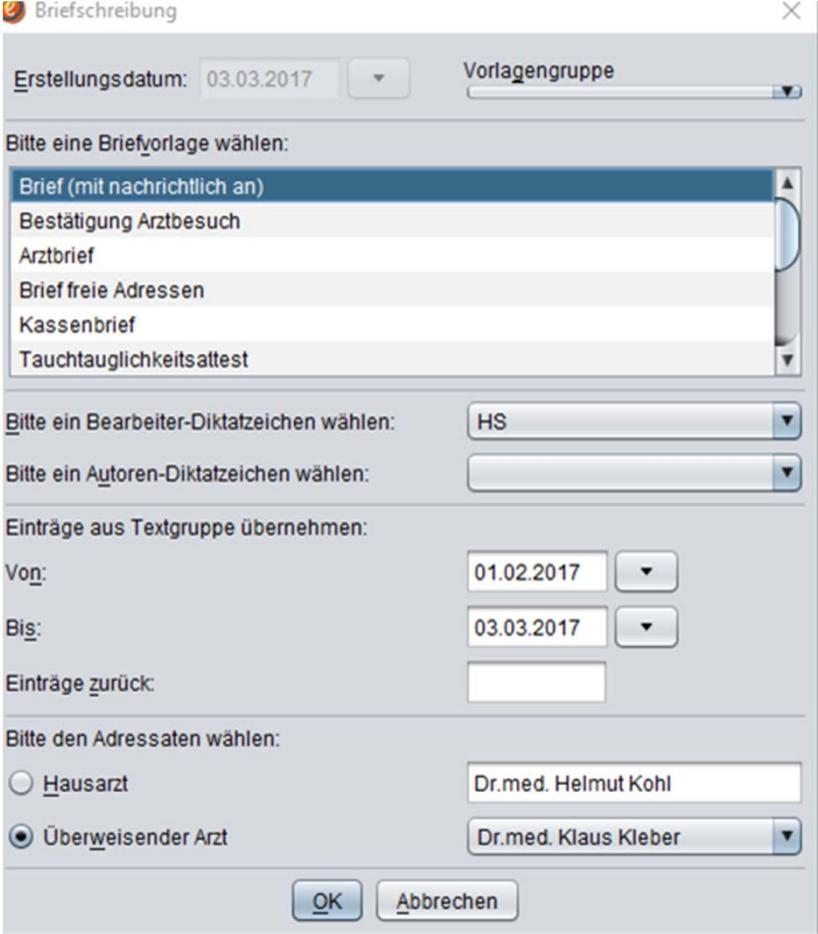 Briefschreibung
Erstellungsdatum: 03.03.2017 Vorlagengruppe
Bitte eine Briefvorlage wählen:
Brief (mit nachrichtlich an)
Bestätigung Arztbesuch
Arztbrief
Brief freie Adressen
Kassenbrief
Tauchtauglichkeitsattest
Bitte ein Bearbeiter-Diktatzeichen wählen: HS
Bitte ein Autoren-Diktatzeichen wählen:
Einträge aus Textgruppe übernehmen:
Von: 01.02.2017
Bis: 03.03.2017
Einträge zurück:
Bitte den Adressaten wählen:
Hausarzt Dr.med. Helmut Kohl
Überweisender Arzt Dr.med. Klaus Kleber
OK Abbrechen